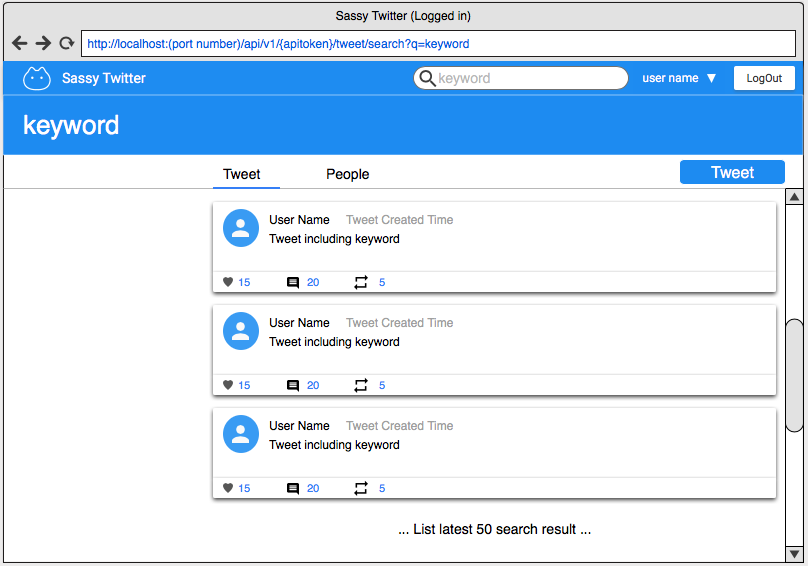 Sassy Twitter (Logged in)
http://localhost:(port number)/api/v1/{apitoken}/tweet/search?q=keyword
Sassy Twitter
keyword
user name ▼
LogOut
keyword
Tweet
People
Tweet
User Name Tweet Created Time
Tweet including keyword
15 20 5
User Name Tweet Created Time
Tweet including keyword
15 20 5
User Name Tweet Created Time
Tweet including keyword
15 20 5
... List latest 50 search result ...